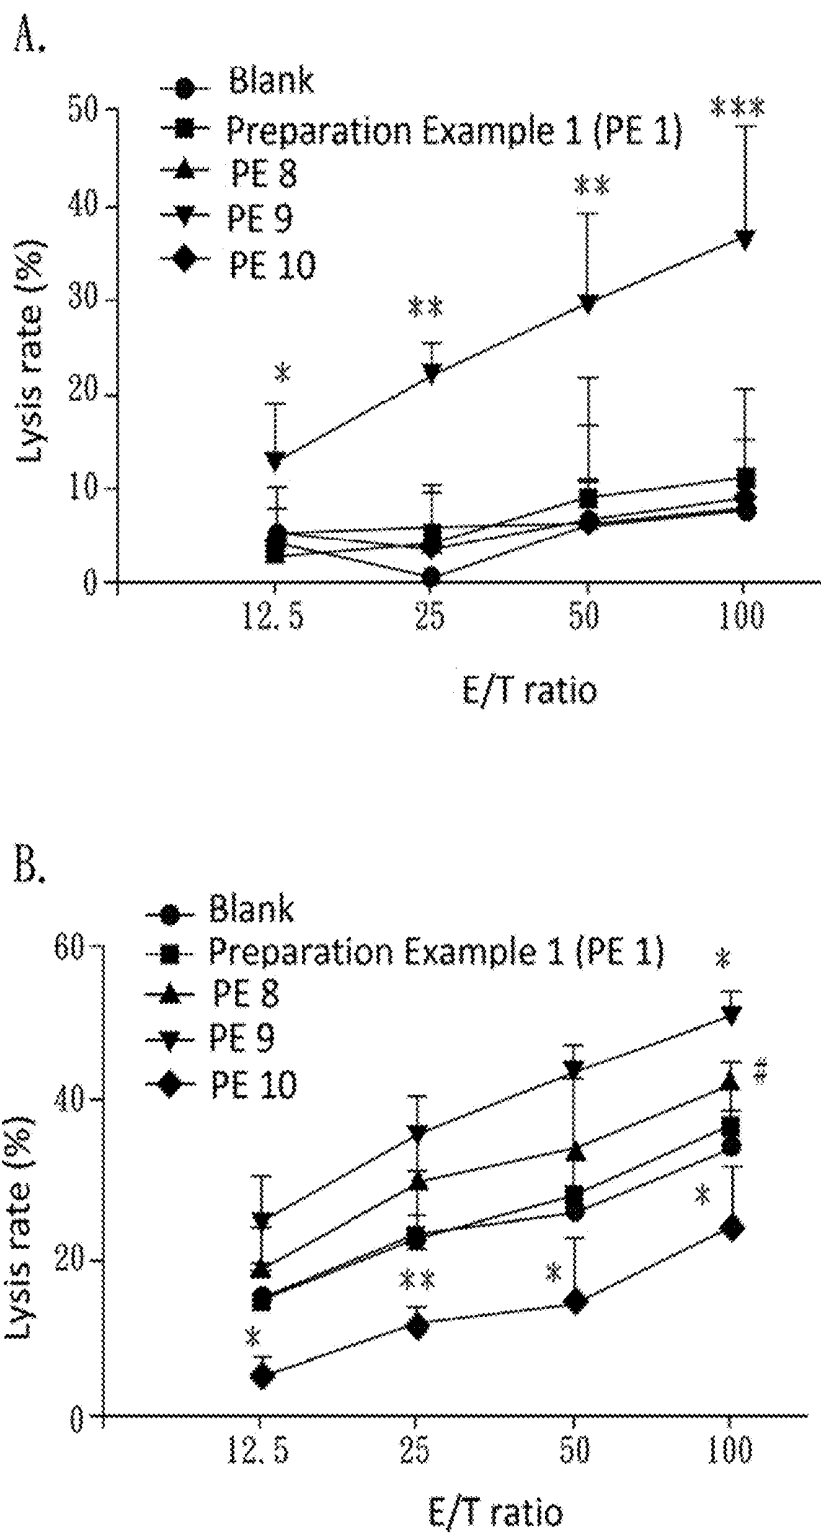 A.
Blank
Preparation Example 1 (PE 1)
PE 8
PE 9
PE 10
50
40
30
20
10
0
Lysis rate (%)
*
**
**
***
12.5 25 50 100
E/T ratio
B.
Blank
Preparation Example 1 (PE 1)
PE 8
PE 9
PE 10
60
40
20
0
Lysis rate (%)
*
#
*
*
**
*
12.5 25 50 100
E/T ratio